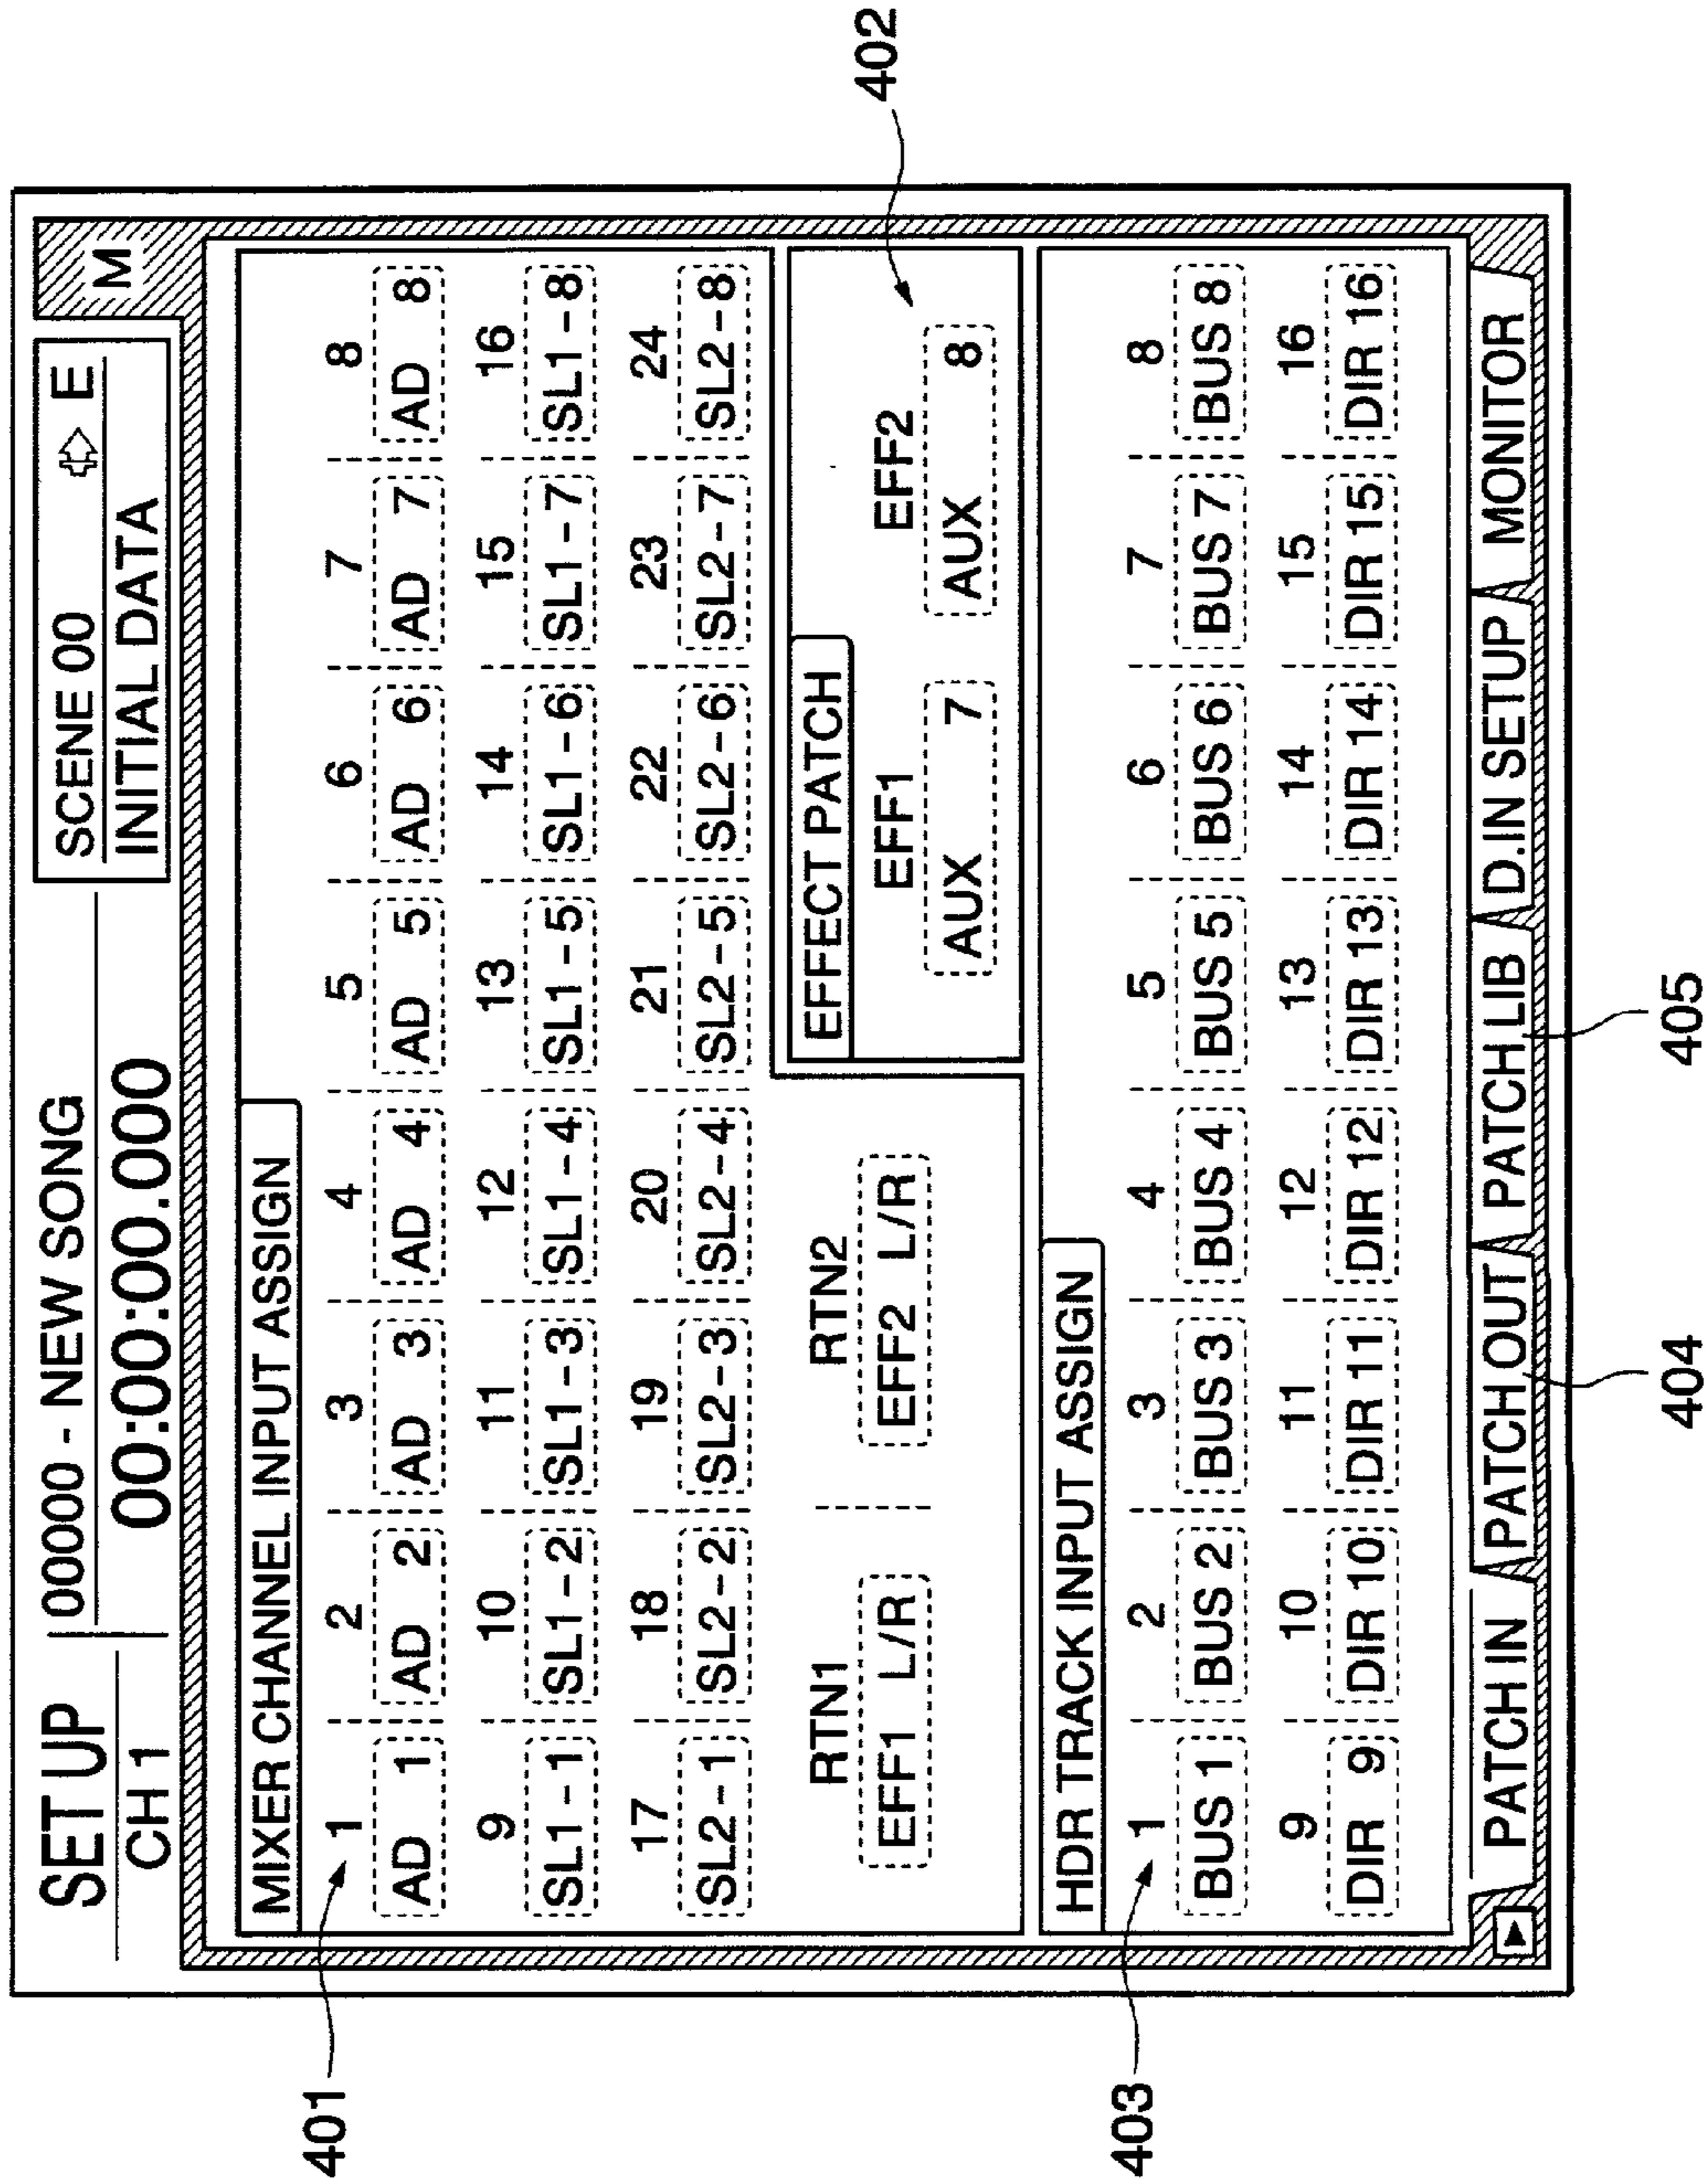 SET UP
CH 1
00000 - NEW SONG
00:00:00.000
SCENE 00 E
INITIAL DATA
M
401
MIXER CHANNEL INPUT ASSIGN
1 2 3 4 5 6 7 8
AD 1 AD 2 AD 3 AD 4 AD 5 AD 6 AD 7 AD 8
9 10 11 12 13 14 15 16
SL1-1 SL1-2 SL1-3 SL1-4 SL1-5 SL1-6 SL1-7 SL1-8
17 18 19 20 21 22 23 24
SL2-1 SL2-2 SL2-3 SL2-4 SL2-5 SL2-6 SL2-7 SL2-8
RTN1 RTN2
EFF1 L/R EFF2 L/R
EFFECT PATCH
402
EFF1 EFF2
AUX 7 AUX 8
403
HDR TRACK INPUT ASSIGN
1 2 3 4 5 6 7 8
BUS 1 BUS 2 BUS 3 BUS 4 BUS 5 BUS 6 BUS 7 BUS 8
9 10 11 12 13 14 15 16
DIR 9 DIR 10 DIR 11 DIR 12 DIR 13 DIR 14 DIR 15 DIR 16
PATCH IN PATCH OUT PATCH LIB D.IN SETUP MONITOR
404 405